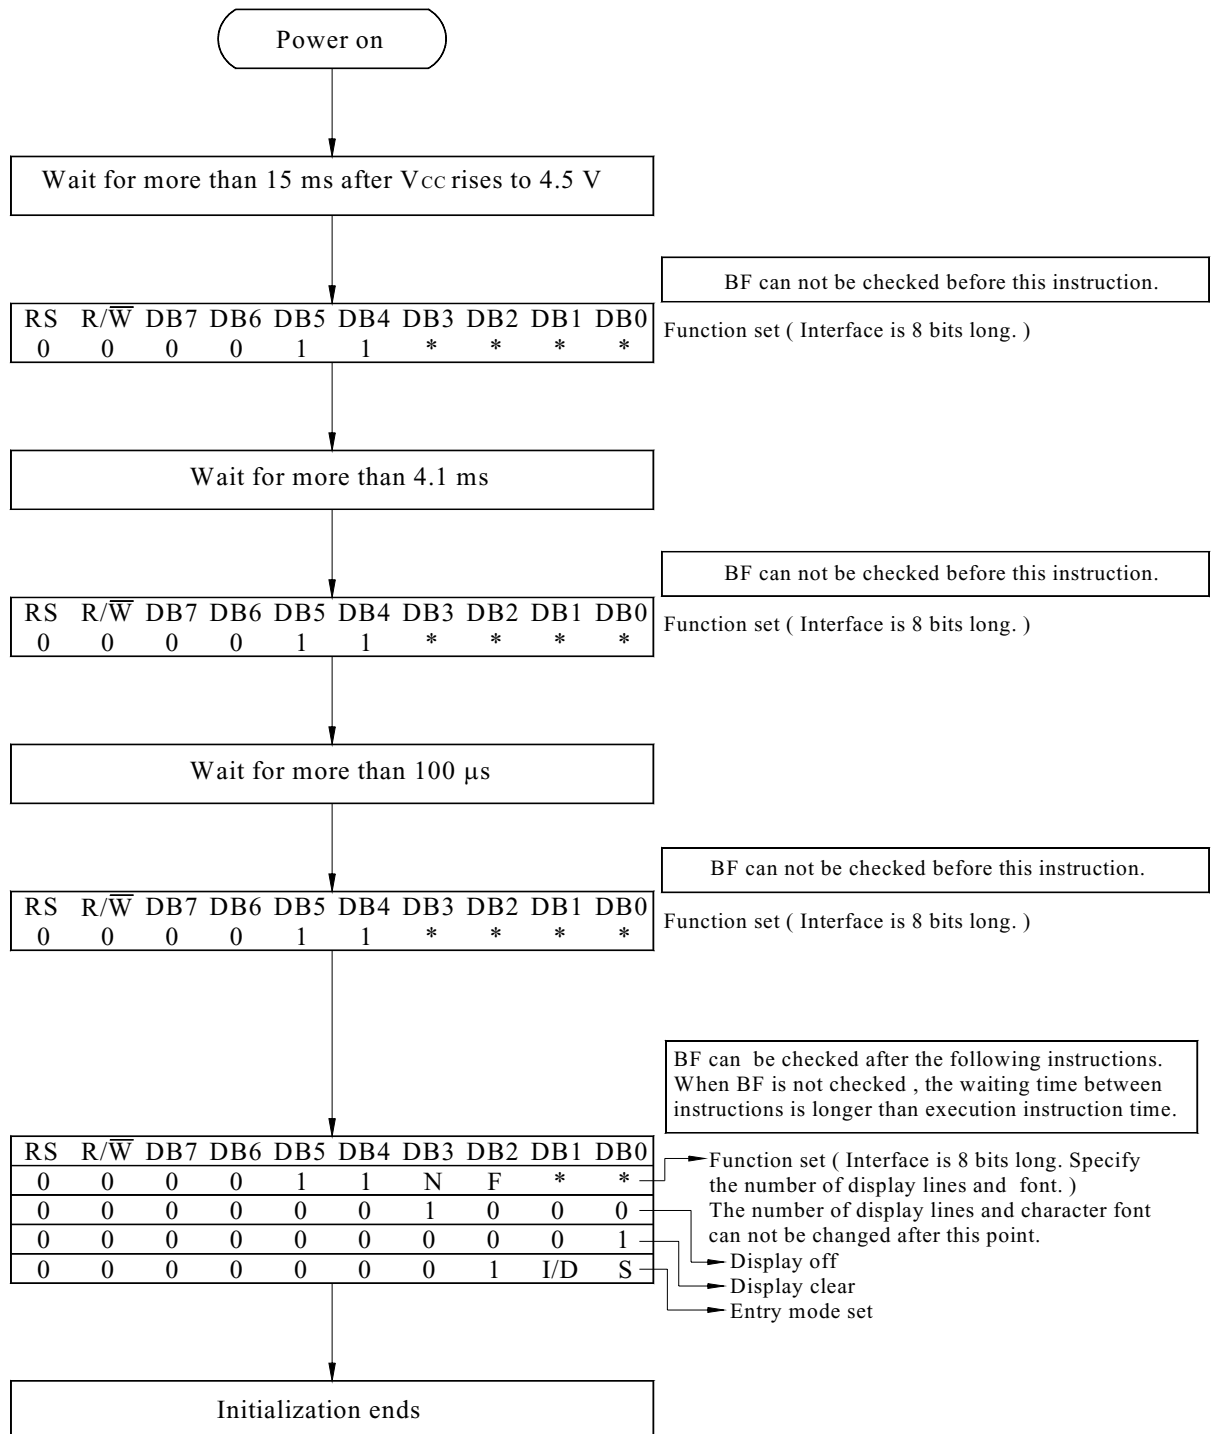 Power on
Wait for more than 15 ms after Vcc rises to 4.5 V
BF can not be checked before this instruction.
RS R/W̅ DB7 DB6 DB5 DB4 DB3 DB2 DB1 DB0
0 0 0 0 1 1 * * * *
Function set ( Interface is 8 bits long. )
Wait for more than 4.1 ms
BF can not be checked before this instruction.
RS R/W̅ DB7 DB6 DB5 DB4 DB3 DB2 DB1 DB0
0 0 0 0 1 1 * * * *
Function set ( Interface is 8 bits long. )
Wait for more than 100 µs
BF can not be checked before this instruction.
RS R/W̅ DB7 DB6 DB5 DB4 DB3 DB2 DB1 DB0
0 0 0 0 1 1 * * * *
Function set ( Interface is 8 bits long. )
BF can be checked after the following instructions.
When BF is not checked , the waiting time between
instructions is longer than execution instruction time.
RS R/W̅ DB7 DB6 DB5 DB4 DB3 DB2 DB1 DB0
0 0 0 0 1 1 N F * *
0 0 0 0 0 0 1 0 0 0
0 0 0 0 0 0 0 0 0 1
0 0 0 0 0 0 0 1 I/D S
Function set ( Interface is 8 bits long. Specify
the number of display lines and font. )
The number of display lines and character font
can not be changed after this point.
Display off
Display clear
Entry mode set
Initialization ends